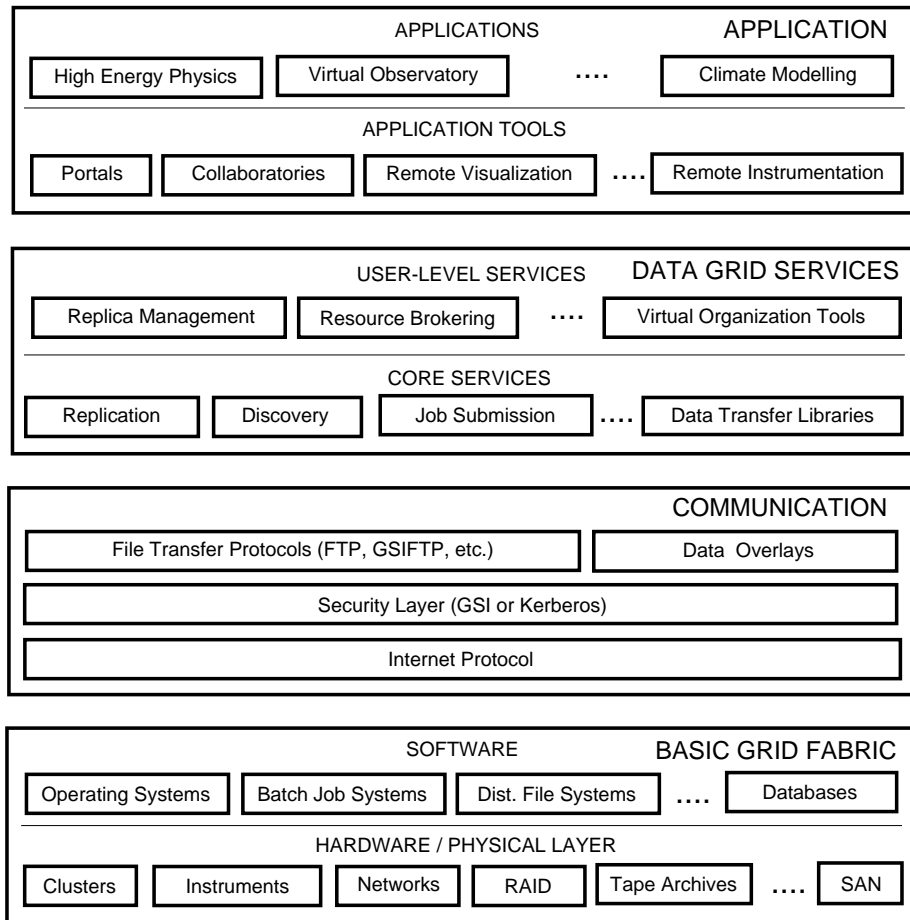 APPLICATIONS
APPLICATION
High Energy Physics
Virtual Observatory
....
Climate Modelling
APPLICATION TOOLS
Portals
Collaboratories
Remote Visualization
....
Remote Instrumentation
USER-LEVEL SERVICES
DATA GRID SERVICES
Replica Management
Resource Brokering
....
Virtual Organization Tools
CORE SERVICES
Replication
Discovery
Job Submission
....
Data Transfer Libraries
COMMUNICATION
File Transfer Protocols (FTP, GSIFTP, etc.)
Data Overlays
Security Layer (GSI or Kerberos)
Internet Protocol
SOFTWARE
BASIC GRID FABRIC
Operating Systems
Batch Job Systems
Dist. File Systems
....
Databases
HARDWARE / PHYSICAL LAYER
Clusters
Instruments
Networks
RAID
Tape Archives
....
SAN